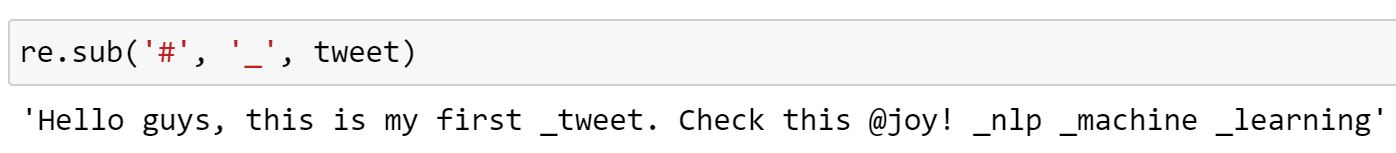 re.sub('#', '_', tweet)
'Hello guys, this is my first _tweet. Check this @joy! _nlp _machine _learning'